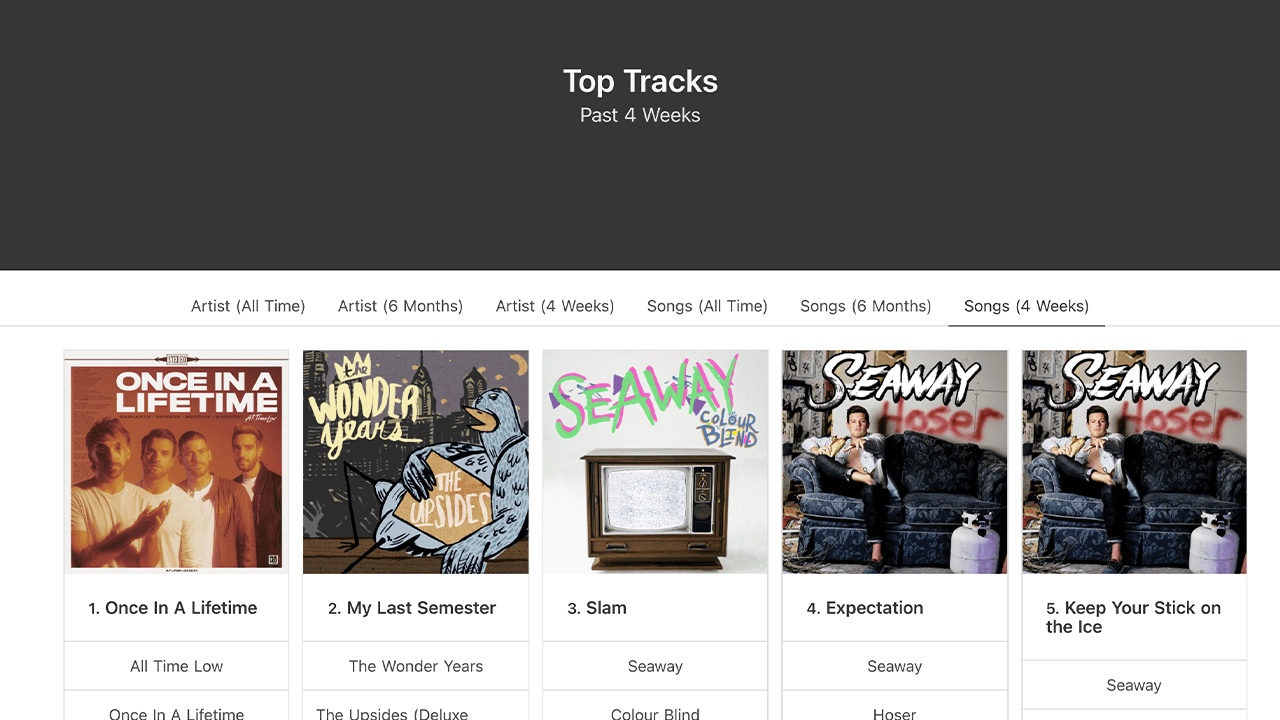 Top Tracks
Past 4 Weeks
Artist (All Time)
Artist (6 Months)
Artist (4 Weeks)
Songs (All Time)
Songs (6 Months)
Songs (4 Weeks)
STEREO
ONCE IN A
LIFETIME
All Time Low
the
WONDER
years
THE
UPSIDES
SEAWAY
COLOUR
BLIND
SEAWAY
Hoser
SEAWAY
Hoser
1. Once In A Lifetime
2. My Last Semester
3. Slam
4. Expectation
5. Keep Your Stick on
the Ice
All Time Low
The Wonder Years
Seaway
Seaway
Seaway
Once In A Lifetime
The Upsides (Deluxe
Colour Blind
Hoser